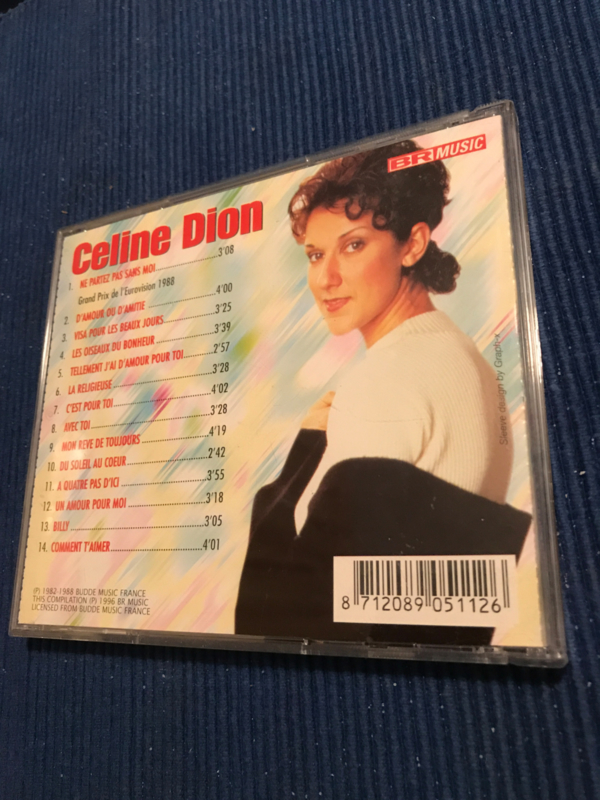 BR MUSIC
Celine Dion
1. NE PARTEZ PAS SANS MOI ........ 3'08
Grand Prix de l'Eurovision 1988
2. D'AMOUR OU D'AMITIE ........ 4'00
3. VISA POUR LES BEAUX JOURS ........ 3'25
4. LES OISEAUX DU BONHEUR ........ 3'39
5. TELLEMENT J'AI D'AMOUR POUR TOI ........ 2'57
6. LA RELIGIEUSE ........ 3'28
7. C'EST POUR TOI ........ 4'02
8. AVEC TOI ........ 3'28
9. MON REVE DE TOUJOURS ........ 4'19
10. DU SOLEIL AU COEUR ........ 2'42
11. A QUATRE PAS D'ICI ........ 3'55
12. UN AMOUR POUR MOI ........ 3'18
13. BILLY ........ 3'05
14. COMMENT T'AIMER ........ 4'01
(P) 1982-1988 BUDDE MUSIC FRANCE
THIS COMPILATION (P) 1996 BR MUSIC
LICENSED FROM BUDDE MUSIC FRANCE
Sleeve design by
8 712089 051126